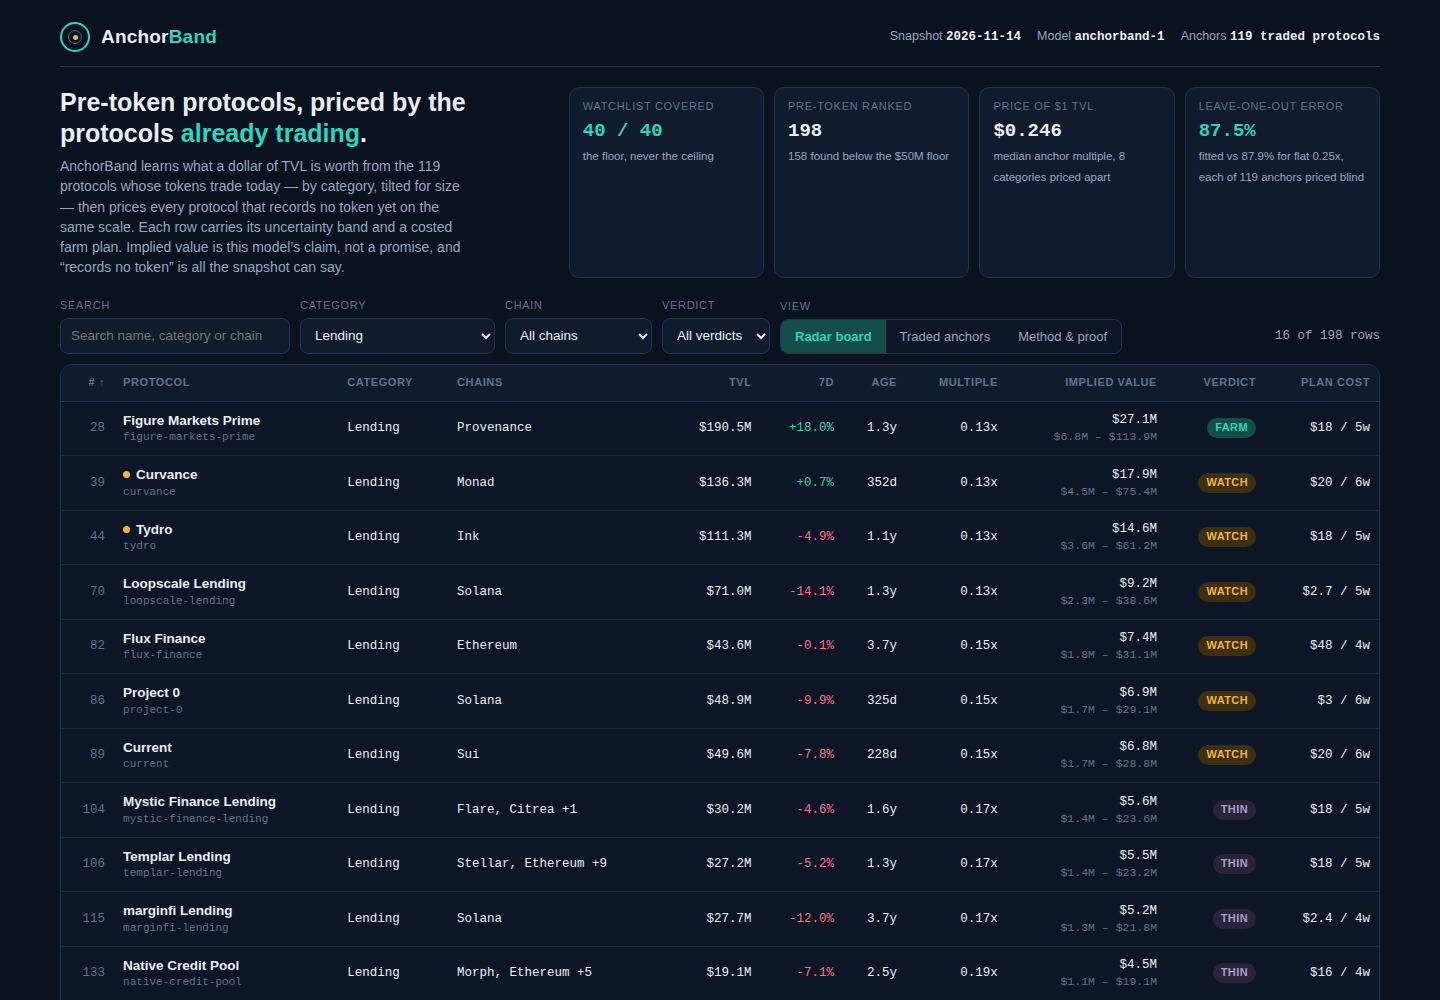 AnchorBand
Snapshot 2026-11-14 Model anchorband-1 Anchors 119 traded protocols
Pre-token protocols, priced by the
protocols already trading.
AnchorBand learns what a dollar of TVL is worth from the 119
protocols whose tokens trade today — by category, tilted for size
— then prices every protocol that records no token yet on the
same scale. Each row carries its uncertainty band and a costed
farm plan. Implied value is this model’s claim, not a promise, and
“records no token” is all the snapshot can say.
WATCHLIST COVERED
40 / 40
the floor, never the ceiling
PRE-TOKEN RANKED
198
158 found below the $50M floor
PRICE OF $1 TVL
$0.246
median anchor multiple, 8
categories priced apart
LEAVE-ONE-OUT ERROR
87.5%
fitted vs 87.9% for flat 0.25x,
each of 119 anchors priced blind
SEARCH CATEGORY CHAIN VERDICT VIEW
Search name, category or chain Lending All chains All verdicts Radar board Traded anchors Method & proof 16 of 198 rows
# ↑ PROTOCOL CATEGORY CHAINS TVL 7D AGE MULTIPLE IMPLIED VALUE VERDICT PLAN COST
28 Figure Markets Prime Lending Provenance $190.5M +18.0% 1.3y 0.13x $27.1M FARM $18 / 5w
figure-markets-prime $6.8M – $113.9M
39 Curvance Lending Monad $136.3M +0.7% 352d 0.13x $17.9M WATCH $20 / 6w
curvance $4.5M – $75.4M
44 Tydro Lending Ink $111.3M -4.9% 1.1y 0.13x $14.6M WATCH $18 / 5w
tydro $3.6M – $61.2M
70 Loopscale Lending Lending Solana $71.0M -14.1% 1.3y 0.13x $9.2M WATCH $2.7 / 5w
loopscale-lending $2.3M – $38.6M
82 Flux Finance Lending Ethereum $43.6M -0.1% 3.7y 0.15x $7.4M WATCH $48 / 4w
flux-finance $1.8M – $31.1M
86 Project 0 Lending Solana $48.9M -9.9% 325d 0.15x $6.9M WATCH $3 / 6w
project-0 $1.7M – $29.1M
89 Current Lending Sui $49.6M -7.8% 228d 0.15x $6.8M WATCH $20 / 6w
current $1.7M – $28.8M
104 Mystic Finance Lending Lending Flare, Citrea +1 $30.2M -4.6% 1.6y 0.17x $5.6M THIN $18 / 5w
mystic-finance-lending $1.4M – $23.6M
106 Templar Lending Lending Stellar, Ethereum +9 $27.2M -5.2% 1.3y 0.17x $5.5M THIN $18 / 5w
templar-lending $1.4M – $23.2M
115 marginfi Lending Lending Solana $27.7M -12.0% 3.7y 0.17x $5.2M THIN $2.4 / 4w
marginfi-lending $1.3M – $21.8M
133 Native Credit Pool Lending Morph, Ethereum +5 $19.1M -7.1% 2.5y 0.19x $4.5M THIN $16 / 4w
native-credit-pool $1.1M – $19.1M